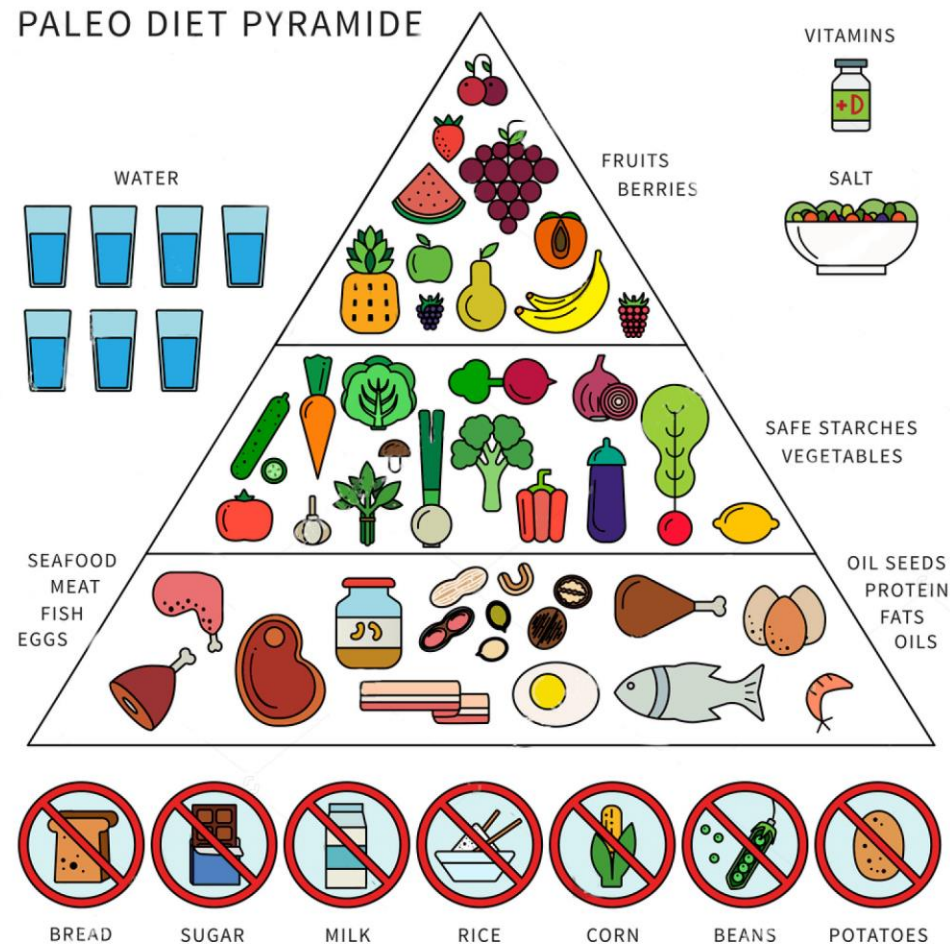 PALEO DIET PYRAMIDE
VITAMINS
+D
WATER
FRUITS
BERRIES
SALT
SAFE STARCHES
VEGETABLES
SEAFOOD
MEAT
FISH
EGGS
OIL SEEDS
PROTEIN
FATS
OILS
BREAD
SUGAR
MILK
RICE
CORN
BEANS
POTATOES